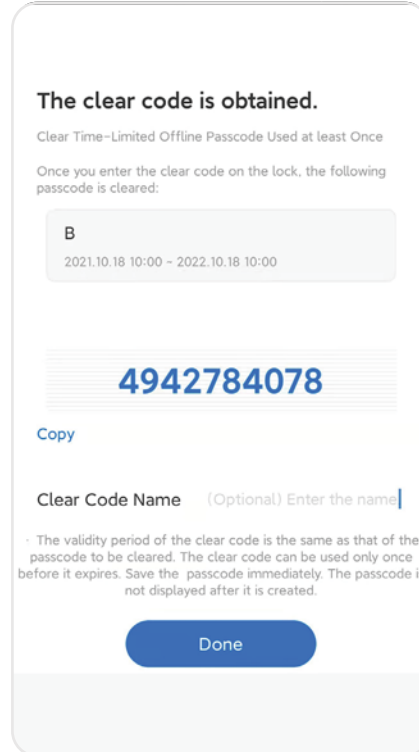 The clear code is obtained.
Clear Time-Limited Offline Passcode Used at least Once
Once you enter the clear code on the lock, the following
passcode is cleared:
B
2021.10.18 10:00 - 2022.10.18 10:00
4942784078
Copy
Clear Code Name (Optional) Enter the name
· The validity period of the clear code is the same as that of the
passcode to be cleared. The clear code can be used only once
before it expires. Save the passcode immediately. The passcode i
not displayed after it is created.
Done